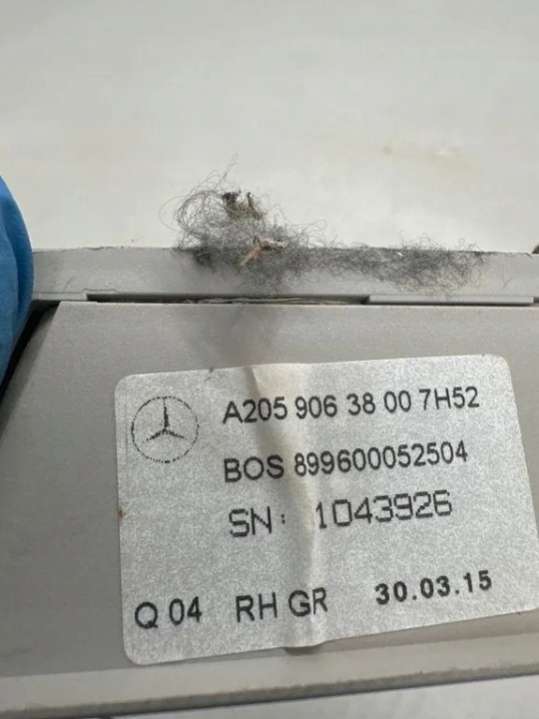 A205 906 38 00 7H52
BOS 899600052504
SN: 1043926
Q 04 RH GR 30.03.15